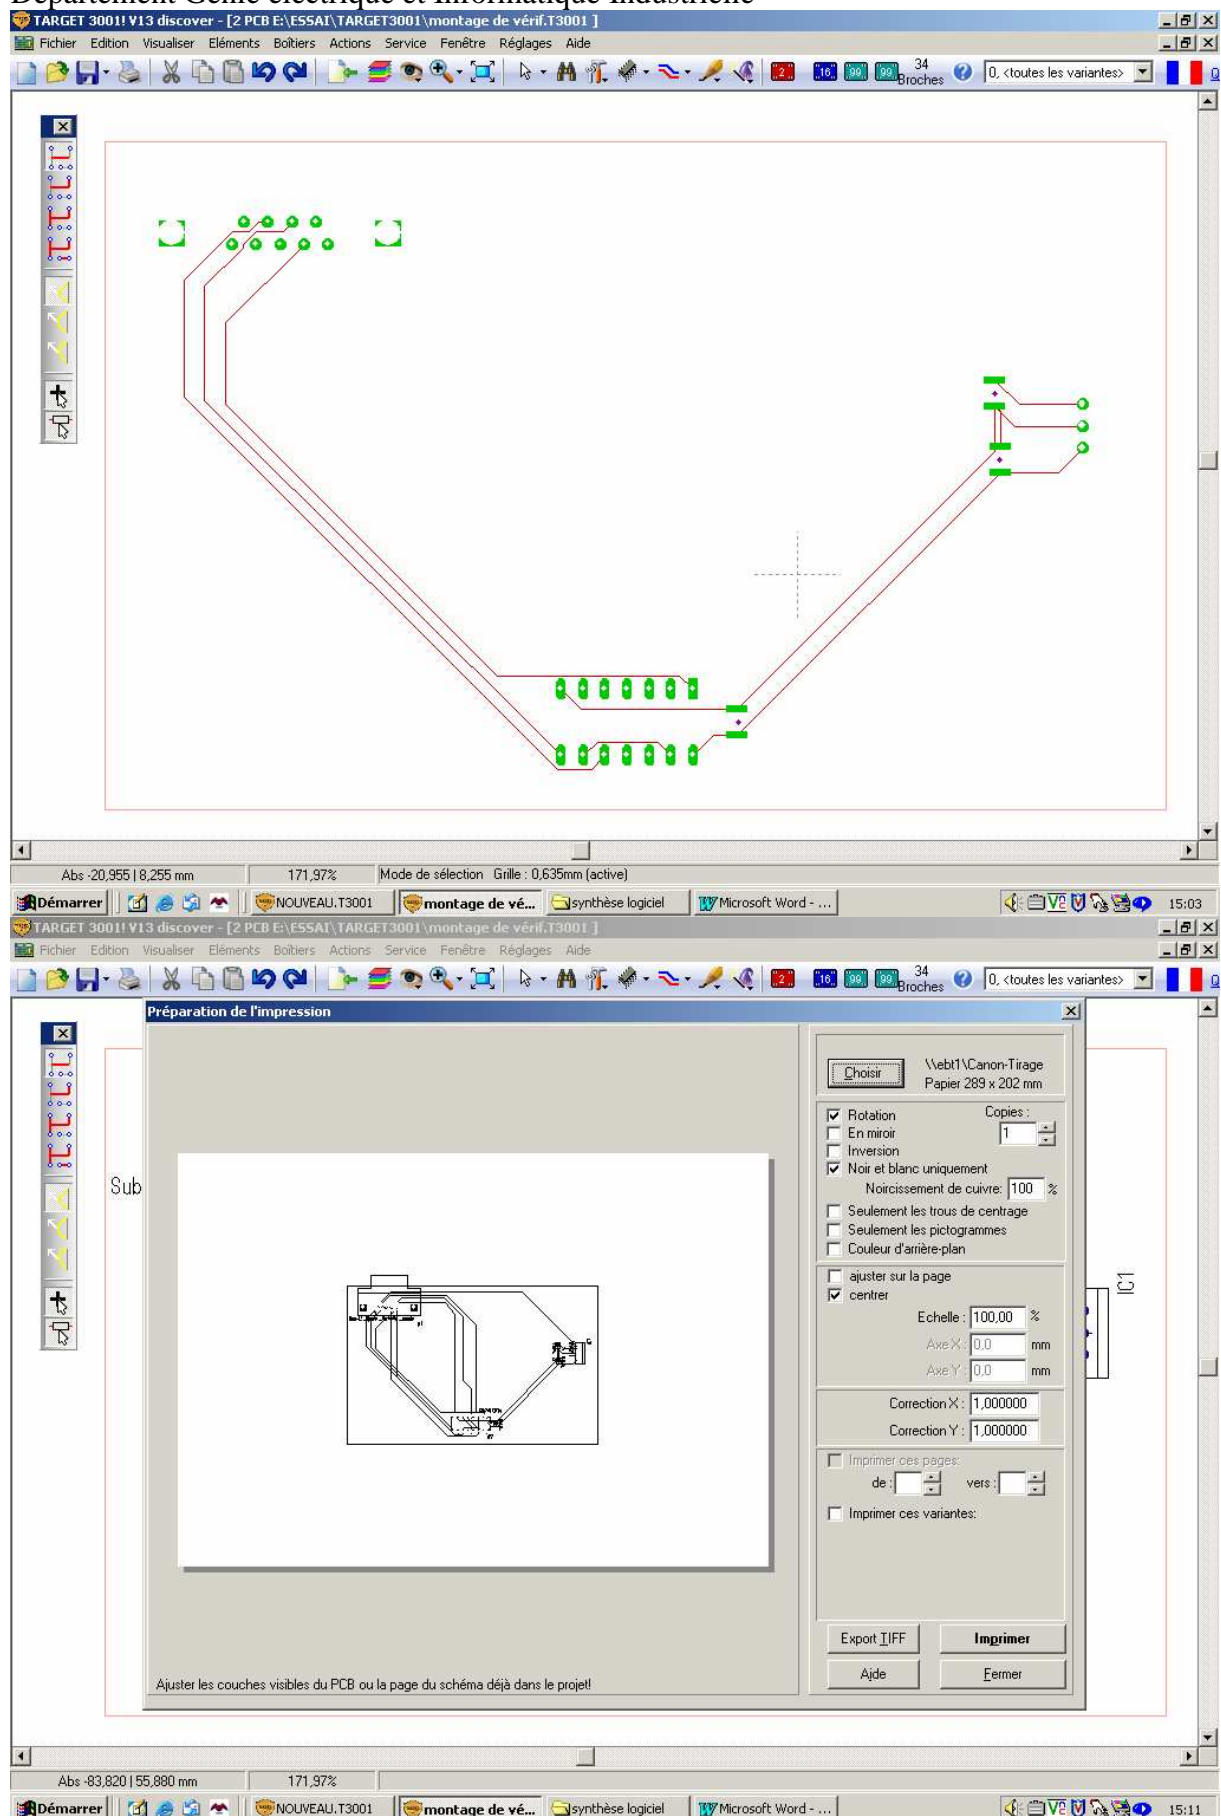 Département Génie électrique et Informatique Industrielle
TARGET 3001! V13 discover - [2 PCB E:\ESSAI\TARGET3001\montage de vérif.T3001 ]
Fichier Edition Visualiser Eléments Boîtiers Actions Service Fenêtre Réglages Aide
2 16 99 99 34 Broches 0, <toutes les variantes>
Abs -20,955 | 8,255 mm 171,97% Mode de sélection Grille : 0,635mm (active)
Démarrer NOUVEAU.T3001 montage de vé... synthèse logiciel Microsoft Word - ... 15:03
TARGET 3001! V13 discover - [2 PCB E:\ESSAI\TARGET3001\montage de vérif.T3001 ]
Fichier Edition Visualiser Eléments Boîtiers Actions Service Fenêtre Réglages Aide
2 16 99 99 34 Broches 0, <toutes les variantes>
Préparation de l'impression
Choisir \\ebt1\Canon-Tirage
Papier 289 x 202 mm
Rotation Copies :
En miroir 1
Inversion
Noir et blanc uniquement
Noircissement de cuivre: 100 %
Seulement les trous de centrage
Seulement les pictogrammes
Couleur d'arrière-plan
Sub
ajuster sur la page
centrer
IC1
Echelle : 100,00 %
Axe X : 0,0 mm
Axe Y : 0,0 mm
Correction X : 1,000000
Correction Y : 1,000000
Imprimer ces pages:
de : vers :
Imprimer ces variantes:
Export TIFF Imprimer
Aide Fermer
Ajuster les couches visibles du PCB ou la page du schéma déjà dans le projet!
Abs -83,820 | 55,880 mm 171,97%
Démarrer NOUVEAU.T3001 montage de vé... synthèse logiciel Microsoft Word - ... 15:11